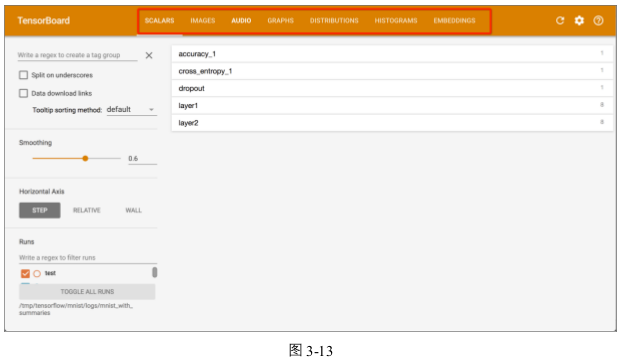 TensorBoard SCALARS IMAGES AUDIO GRAPHS DISTRIBUTIONS HISTOGRAMS EMBEDDINGS
Write a regex to create a tag group
Split on underscores
Data download links
Tooltip sorting method: default
Smoothing
0.6
Horizontal Axis
STEP RELATIVE WALL
Runs
Write a regex to filter runs
test
TOGGLE ALL RUNS
/tmp/tensorflow/mnist/logs/mnist_with_
summaries
accuracy_1 1
cross_entropy_1 1
dropout 1
layer1 8
layer2 8
图 3-13